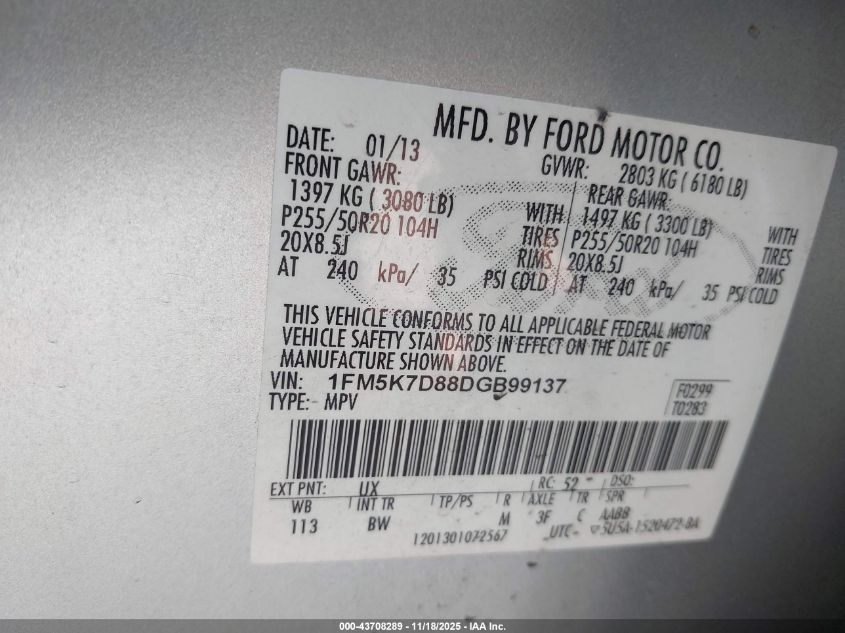 MFD. BY FORD MOTOR CO.
DATE: 01/13 GVWR: 2803 KG ( 6180 LB)
FRONT GAWR: REAR GAWR:
1397 KG ( 3080 LB) WITH 1497 KG ( 3300 LB) WITH
P255/50R20 104H TIRES P255/50R20 104H TIRES
20X8.5J RIMS 20X8.5J RIMS
AT 240 kPa/ 35 PSI COLD AT 240 kPa/ 35 PSI COLD
THIS VEHICLE CONFORMS TO ALL APPLICABLE FEDERAL MOTOR
VEHICLE SAFETY STANDARDS IN EFFECT ON THE DATE OF
MANUFACTURE SHOWN ABOVE.
VIN: 1FM5K7D88DGB99137 F0299
TYPE: MPV T0283
EXT PNT: UX RC: 52 DSO:
WB INT TR TP/PS R AXLE TR SPR
113 BW M 3F C AABB
1201301072567 UTC- 5U5A-1520472-BA
000-43708289 - 11/18/2025 - IAA Inc.